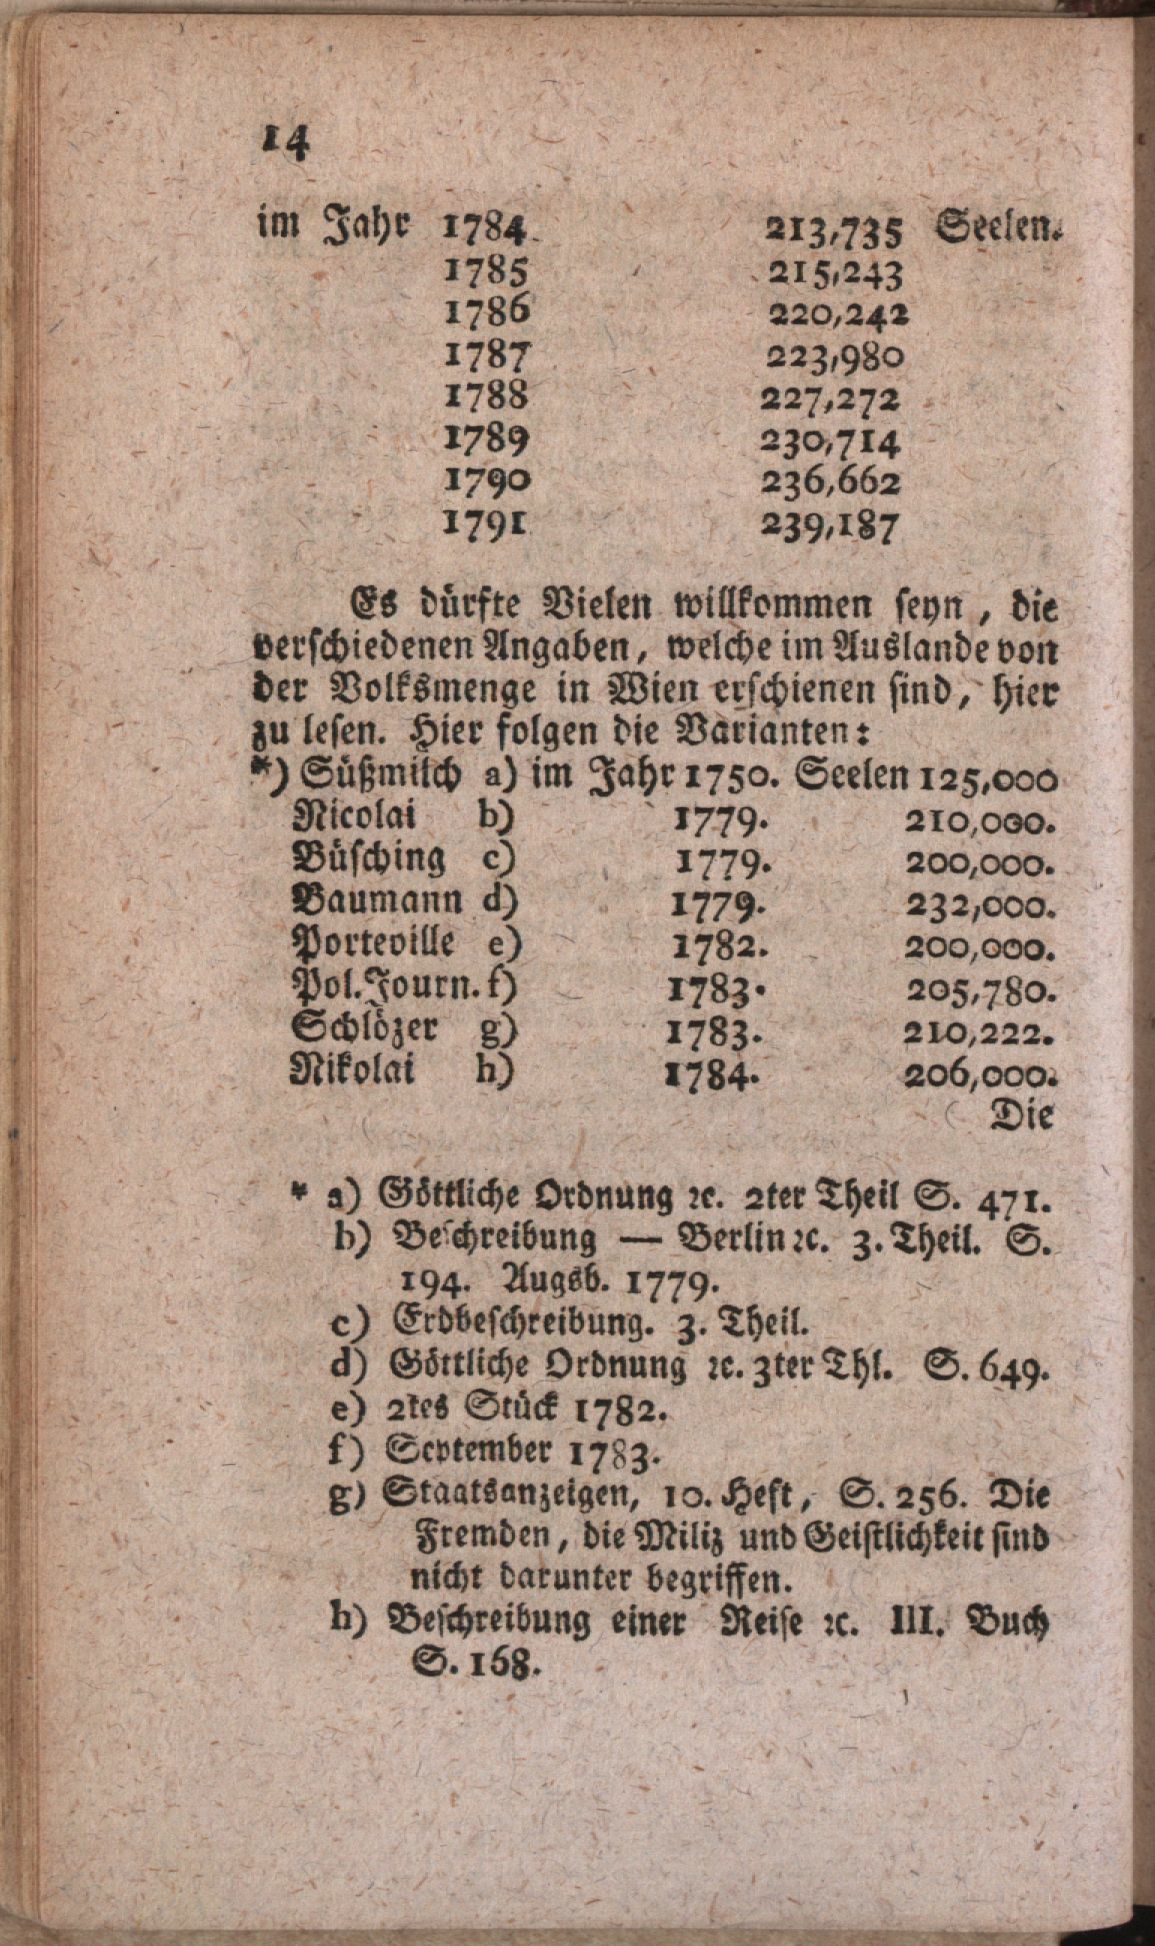 14
im Jahr 1784 213,735 Seelen.
1785 215,243
1786 220,242
1787 223,980
1788 227,272
1789 230,714
1790 236,662
1791 239,187
Es dürfte Vielen willkommen seyn, die
verschiedenen Angaben, welche im Auslande von
der Volksmenge in Wien erschienen sind, hier
zu lesen. Hier folgen die Varianten:
*) Süßmilch a) im Jahr 1750. Seelen 125,000
Nicolai b) 1779. 210,000.
Büsching c) 1779. 200,000.
Baumann d) 1779. 232,000.
Porteville e) 1782. 200,000.
Pol. Journ. f) 1783. 205,780.
Schlözer g) 1783. 210,222.
Nikolai h) 1784. 206,000.
Die
* a) Göttliche Ordnung ꝛc. 2ter Theil S. 471.
b) Beschreibung — Berlin ꝛc. 3. Theil. S.
194. Augsb. 1779.
c) Erdbeschreibung. 3. Theil.
d) Göttliche Ordnung ꝛc. 3ter Thl. S. 649.
e) 2tes Stück 1782.
f) September 1783.
g) Staatsanzeigen, 10. Heft, S. 256. Die
Fremden, die Miliz und Geistlichkeit sind
nicht darunter begriffen.
h) Beschreibung einer Reise ꝛc. III. Buch
S. 168.